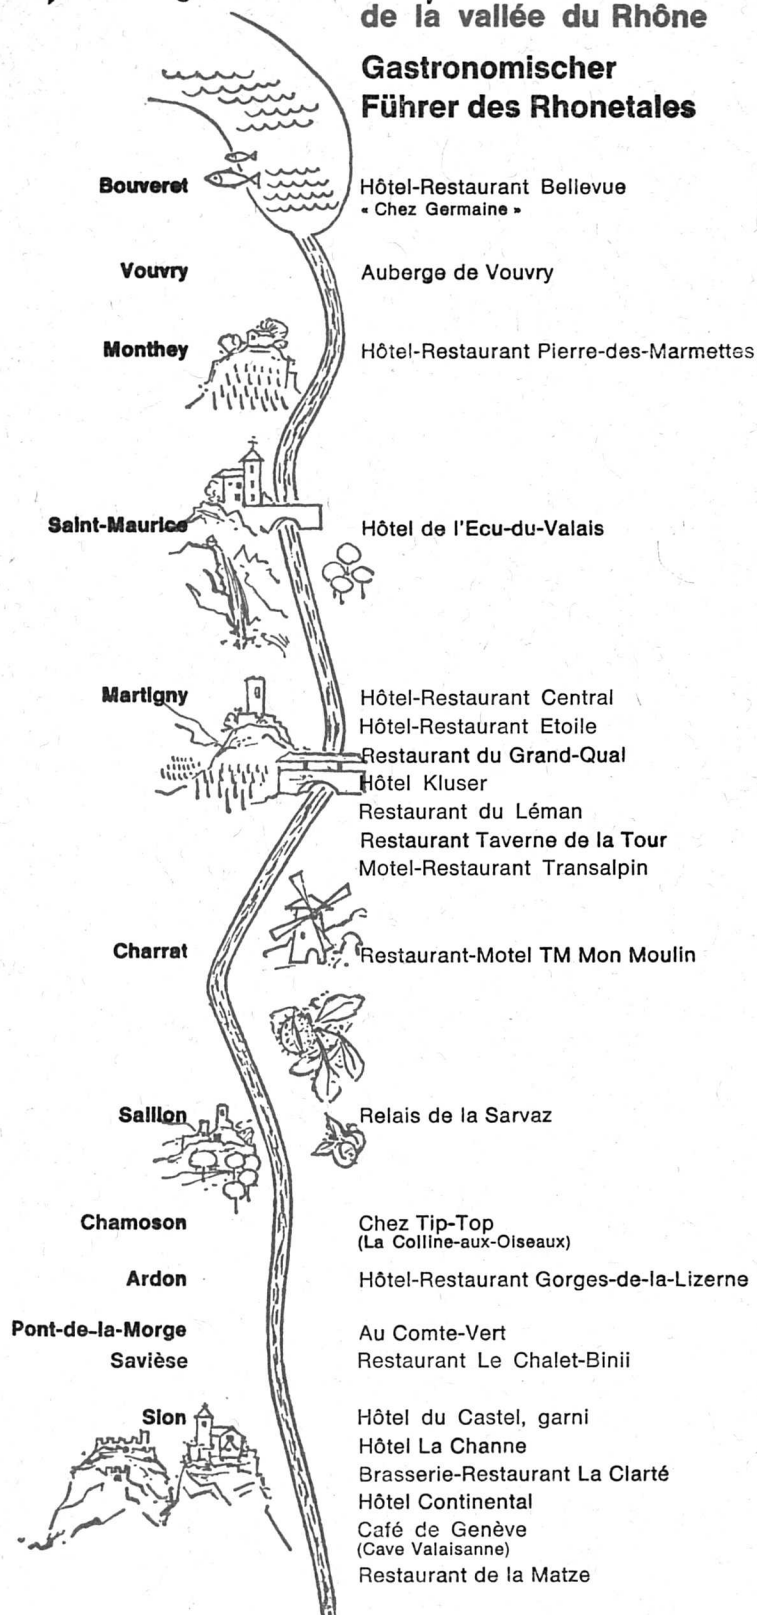 de la vallée du Rhône
Gastronomischer
Führer des Rhonetales
Bouveret Hôtel-Restaurant Bellevue
« Chez Germaine »
Vouvry Auberge de Vouvry
Monthey Hôtel-Restaurant Pierre-des-Marmettes
Saint-Maurice Hôtel de l'Ecu-du-Valais
Martigny Hôtel-Restaurant Central
Hôtel-Restaurant Etoile
Restaurant du Grand-Quai
Hôtel Kluser
Restaurant du Léman
Restaurant Taverne de la Tour
Motel-Restaurant Transalpin
Charrat Restaurant-Motel TM Mon Moulin
Saillon Relais de la Sarvaz
Chamoson Chez Tip-Top
(La Colline-aux-Oiseaux)
Ardon Hôtel-Restaurant Gorges-de-la-Lizerne
Pont-de-la-Morge Au Comte-Vert
Savièse Restaurant Le Chalet-Binii
Sion Hôtel du Castel, garni
Hôtel La Channe
Brasserie-Restaurant La Clarté
Hôtel Continental
Café de Genève
(Cave Valaisanne)
Restaurant de la Matze